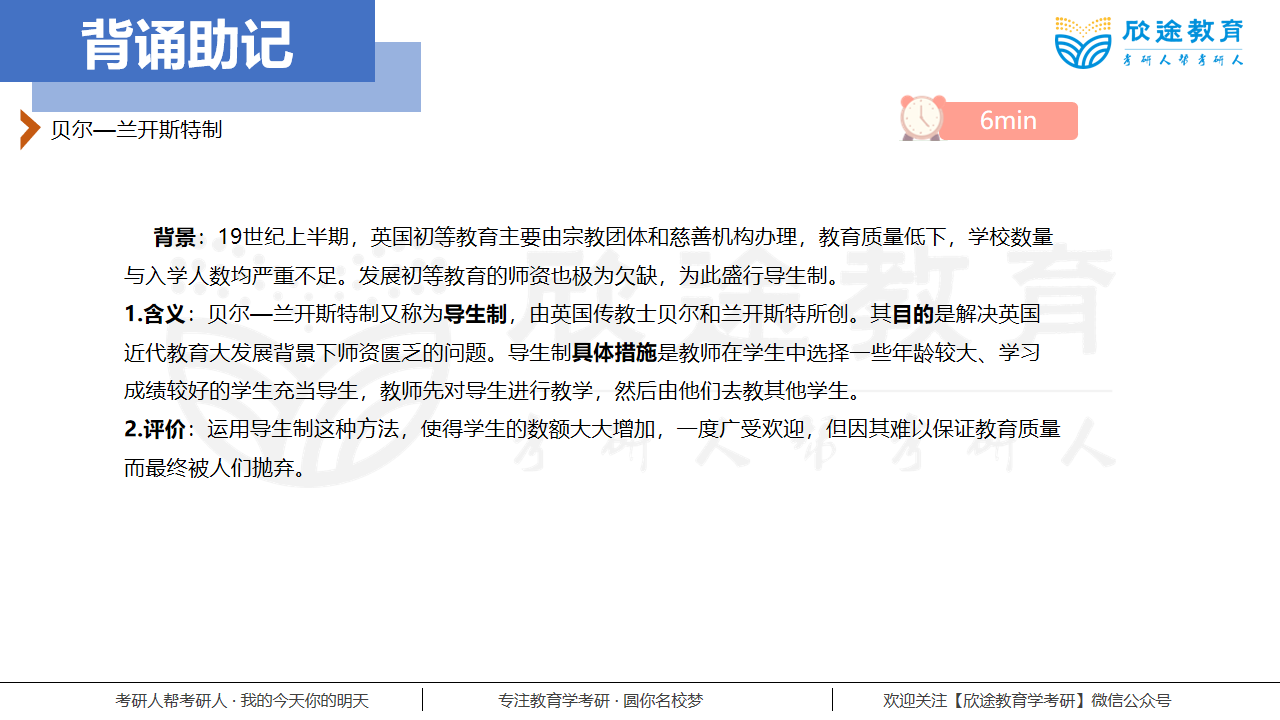 背诵助记
欣途教育
考研人帮考研人
贝尔—兰开斯特制
6min
背景：19世纪上半期，英国初等教育主要由宗教团体和慈善机构办理，教育质量低下，学校数量
与入学人数均严重不足。发展初等教育的师资也极为欠缺，为此盛行导生制。
1.含义：贝尔—兰开斯特制又称为导生制，由英国传教士贝尔和兰开斯特所创。其目的是解决英国
近代教育大发展背景下师资匮乏的问题。导生制具体措施是教师在学生中选择一些年龄较大、学习
成绩较好的学生充当导生，教师先对导生进行教学，然后由他们去教其他学生。
2.评价：运用导生制这种方法，使得学生的数额大大增加，一度广受欢迎，但因其难以保证教育质量
而最终被人们抛弃。
欣途教育
考研人帮考研人
考研人帮考研人 · 我的今天你的明天
专注教育学考研 · 圆你名校梦
欢迎关注【欣途教育学考研】微信公众号